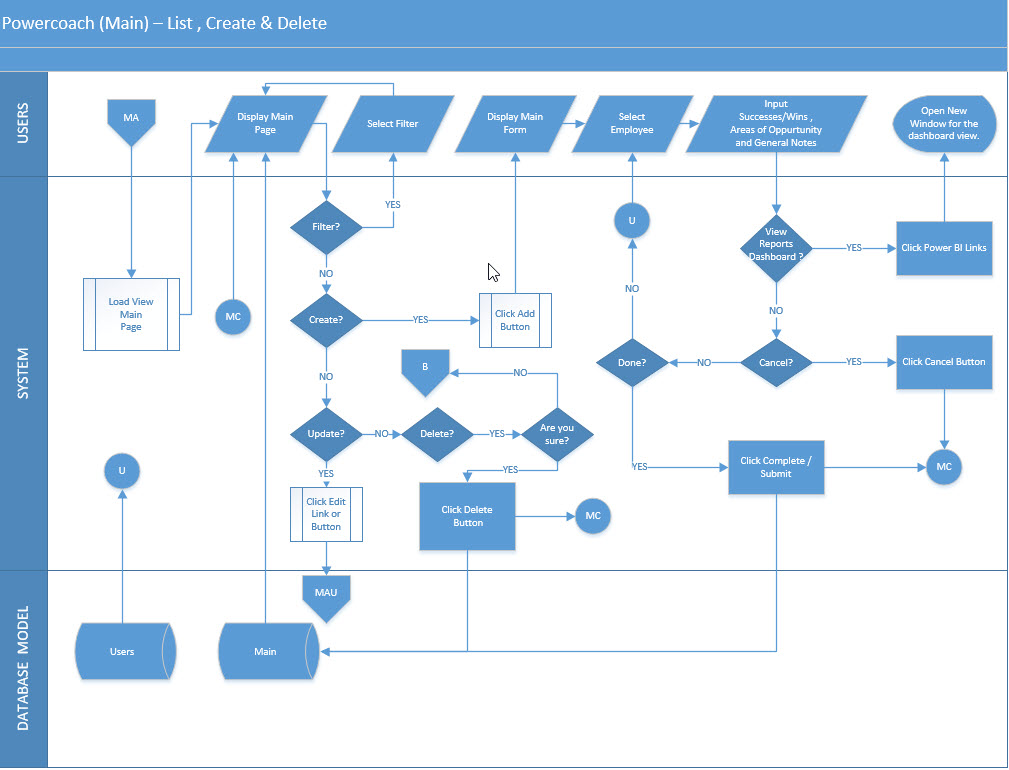 Powercoach (Main) – List , Create & Delete
USERS
MA
Display Main
Page
Select Filter
Display Main
Form
Select
Employee
Input
Successes/Wins ,
Areas of Oppurtunity
and General Notes
Open New
Window for the
dashboard view.
SYSTEM
YES
Filter?
U
View
Reports
Dashboard ?
YES
Click Power BI Links
NO
Load View
Main
Page
MC
NO
Create?
YES
Click Add
Button
NO
NO
B
NO
Done?
NO
Cancel?
YES
Click Cancel Button
Update?
NO
Delete?
YES
Are you
sure?
U
YES
YES
YES
Click Complete /
Submit
MC
Click Edit
Link or
Button
Click Delete
Button
MC
DATABASE MODEL
MAU
Users
Main